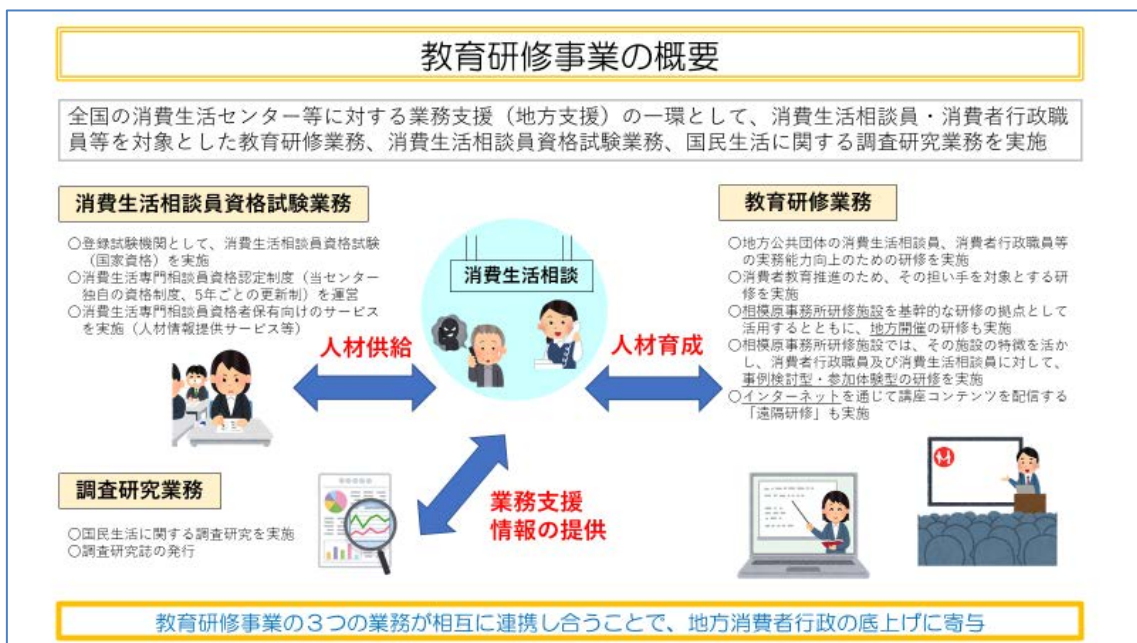 教育研修事業の概要
全国の消費生活センター等に対する業務支援（地方支援）の一環として、消費生活相談員・消費者行政職
員等を対象とした教育研修業務、消費生活相談員資格試験業務、国民生活に関する調査研究業務を実施
消費生活相談員資格試験業務
○登録試験機関として、消費生活相談員資格試験
（国家資格）を実施
○消費生活専門相談員資格認定制度（当センター
独自の資格制度、5年ごとの更新制）を運営
○消費生活専門相談員資格者保有向けのサービス
を実施（人材情報提供サービス等）
消費生活相談
人材供給
人材育成
教育研修業務
○地方公共団体の消費生活相談員、消費者行政職員等
の実務能力向上のための研修を実施
○消費者教育推進のため、その担い手を対象とする研
修を実施
○相模原事務所研修施設を基幹的な研修の拠点として
活用するとともに、地方開催の研修も実施
○相模原事務所研修施設では、その施設の特徴を活か
し、消費者行政職員及び消費生活相談員に対して、
事例検討型・参加体験型の研修を実施
○インターネットを通じて講座コンテンツを配信する
「遠隔研修」も実施
調査研究業務
○国民生活に関する調査研究を実施
○調査研究誌の発行
業務支援
情報の提供
教育研修事業の３つの業務が相互に連携し合うことで、地方消費者行政の底上げに寄与